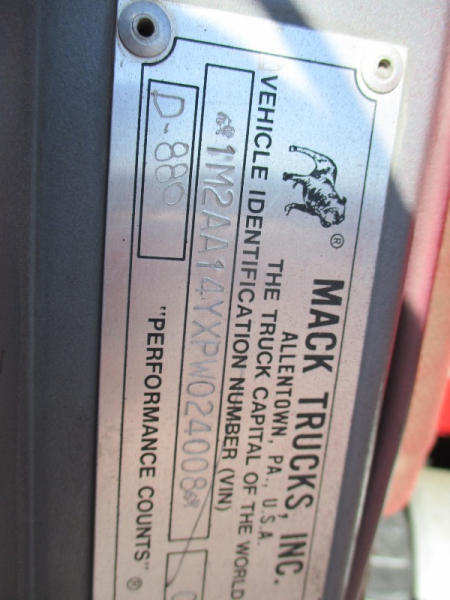 MACK TRUCKS, INC.
ALLENTOWN, PA., U.S.A.
THE TRUCK CAPITAL OF THE WORLD
VEHICLE IDENTIFICATION NUMBER (VIN)
1M2AA14YXPW024008
D-880
"PERFORMANCE COUNTS" ®
®